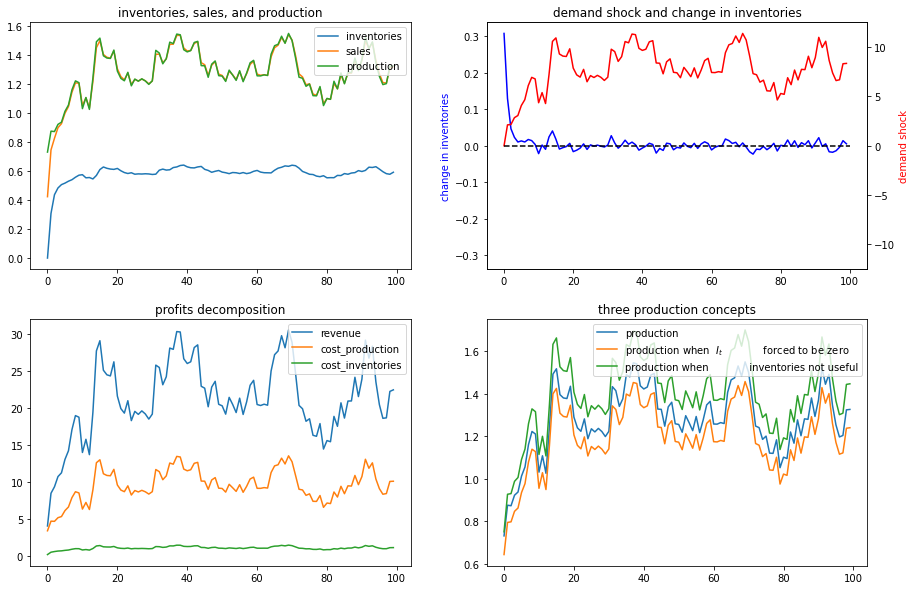 inventories, sales, and production
1.6
1.4
1.2
1.0
0.8
0.6
0.4
0.2
0.0
0 20 40 60 80 100
inventories
sales
production
demand shock and change in inventories
change in inventories
0.3
0.2
0.1
0.0
−0.1
−0.2
−0.3
0 20 40 60 80 100
10
5
0
−5
−10
demand shock
profits decomposition
30
25
20
15
10
5
0
0 20 40 60 80 100
revenue
cost_production
cost_inventories
three production concepts
1.6
1.4
1.2
1.0
0.8
0.6
0 20 40 60 80 100
production
production when I_t forced to be zero
production when inventories not useful